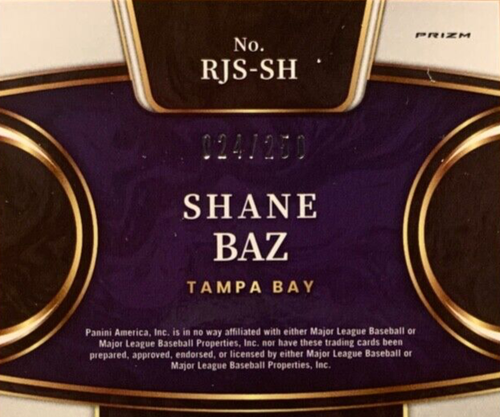 No.
RJS-SH
PRIZM
024/250
SHANE
BAZ
TAMPA BAY
Panini America, Inc. is in no way affiliated with either Major League Baseball or
Major League Baseball Properties, Inc. nor have these trading cards been
prepared, approved, endorsed, or licensed by either Major League Baseball or
Major League Baseball Properties, Inc.